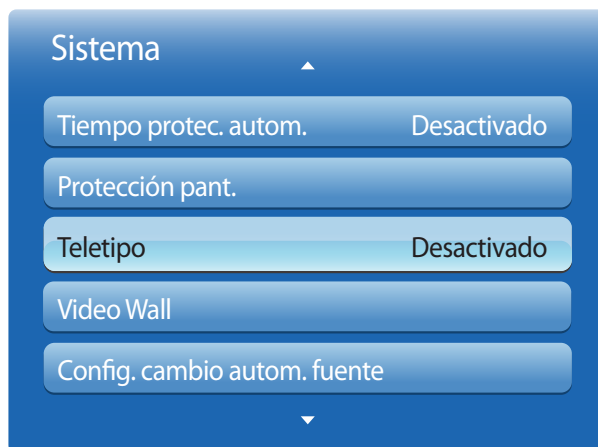 Sistema
Tiempo protec. autom. Desactivado
Protección pant.
Teletipo Desactivado
Video Wall
Config. cambio autom. fuente